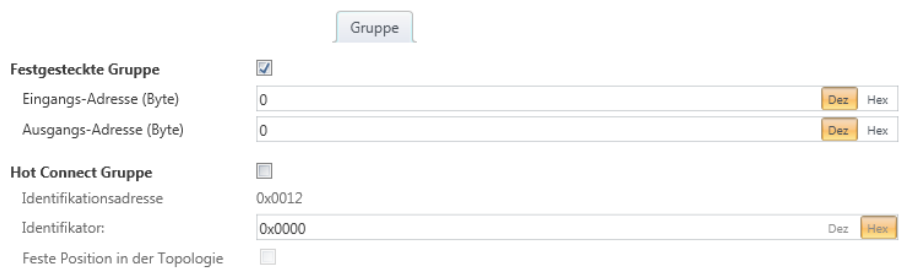 Gruppe
Festgesteckte Gruppe
Eingangs-Adresse (Byte) 0 Dez Hex
Ausgangs-Adresse (Byte) 0 Dez Hex
Hot Connect Gruppe
Identifikationsadresse 0x0012
Identifikator: 0x0000 Dez Hex
Feste Position in der Topologie